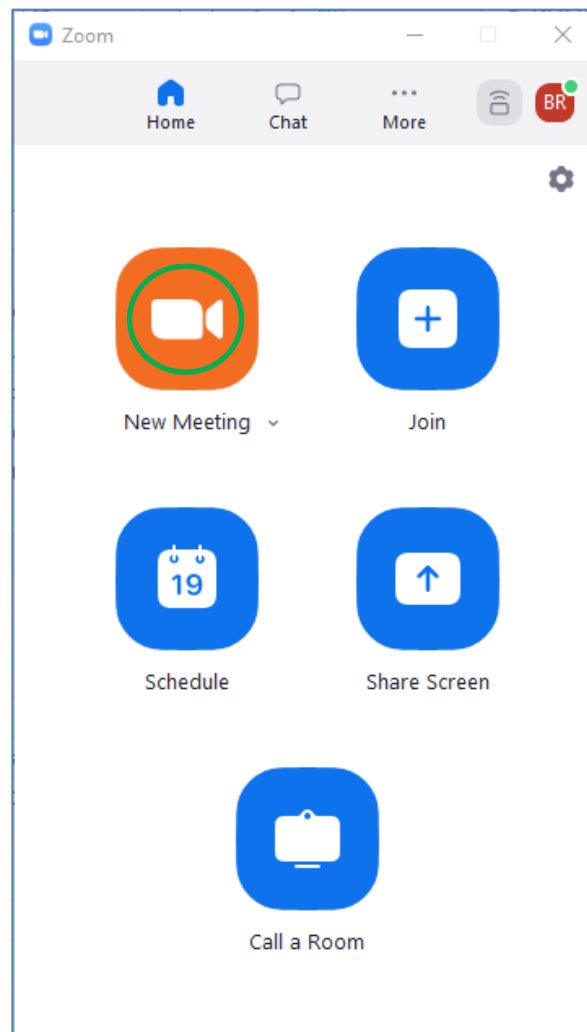 Zoom
Home Chat More BR
New Meeting Join
19
Schedule Share Screen
Call a Room